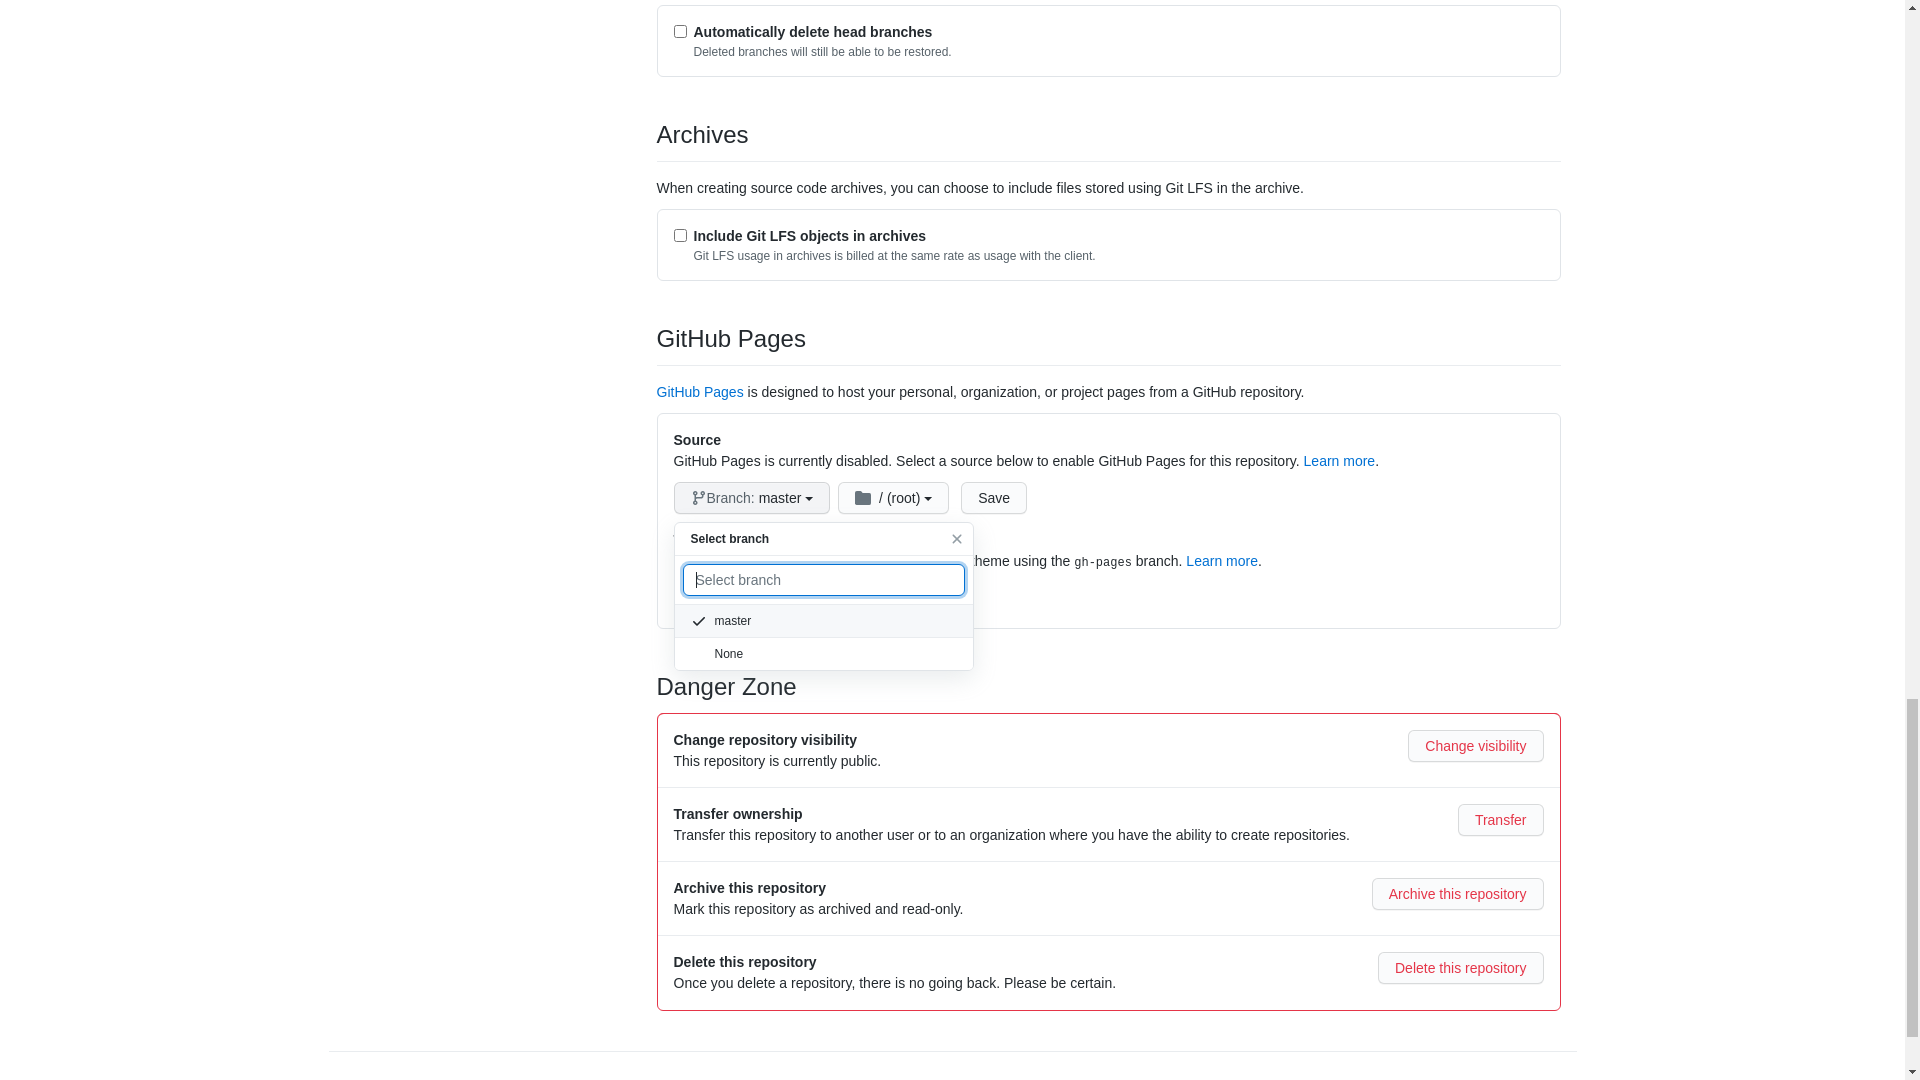 Automatically delete head branches
Deleted branches will still be able to be restored.
Archives
When creating source code archives, you can choose to include files stored using Git LFS in the archive.
Include Git LFS objects in archives
Git LFS usage in archives is billed at the same rate as usage with the client.
GitHub Pages
GitHub Pages is designed to host your personal, organization, or project pages from a GitHub repository.
Source
GitHub Pages is currently disabled. Select a source below to enable GitHub Pages for this repository. Learn more.
Branch: master / (root) Save
Select branch
using the gh-pages branch. Learn more.
Select branch
master
None
Danger Zone
Change repository visibility
This repository is currently public.
Change visibility
Transfer ownership
Transfer this repository to another user or to an organization where you have the ability to create repositories.
Transfer
Archive this repository
Mark this repository as archived and read-only.
Archive this repository
Delete this repository
Once you delete a repository, there is no going back. Please be certain.
Delete this repository